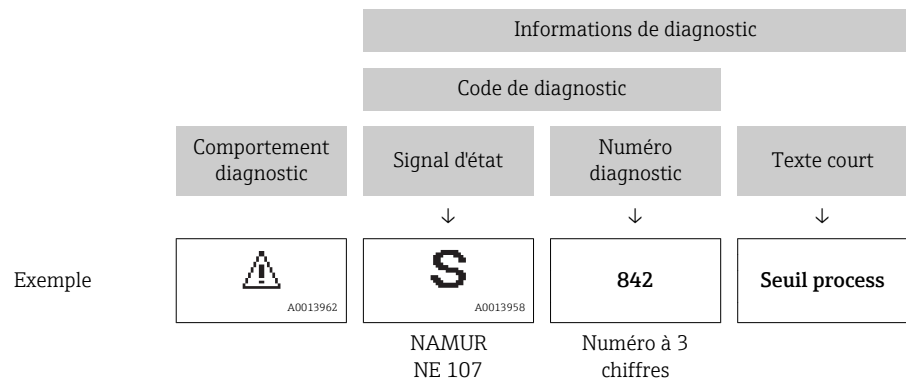 Informations de diagnostic
Code de diagnostic
Comportement
diagnostic
Signal d'état
Numéro
diagnostic
Texte court
↓ ↓ ↓
Exemple
⚠
A0013962
S
A0013958
842
Seuil process
NAMUR
NE 107
Numéro à 3
chiffres